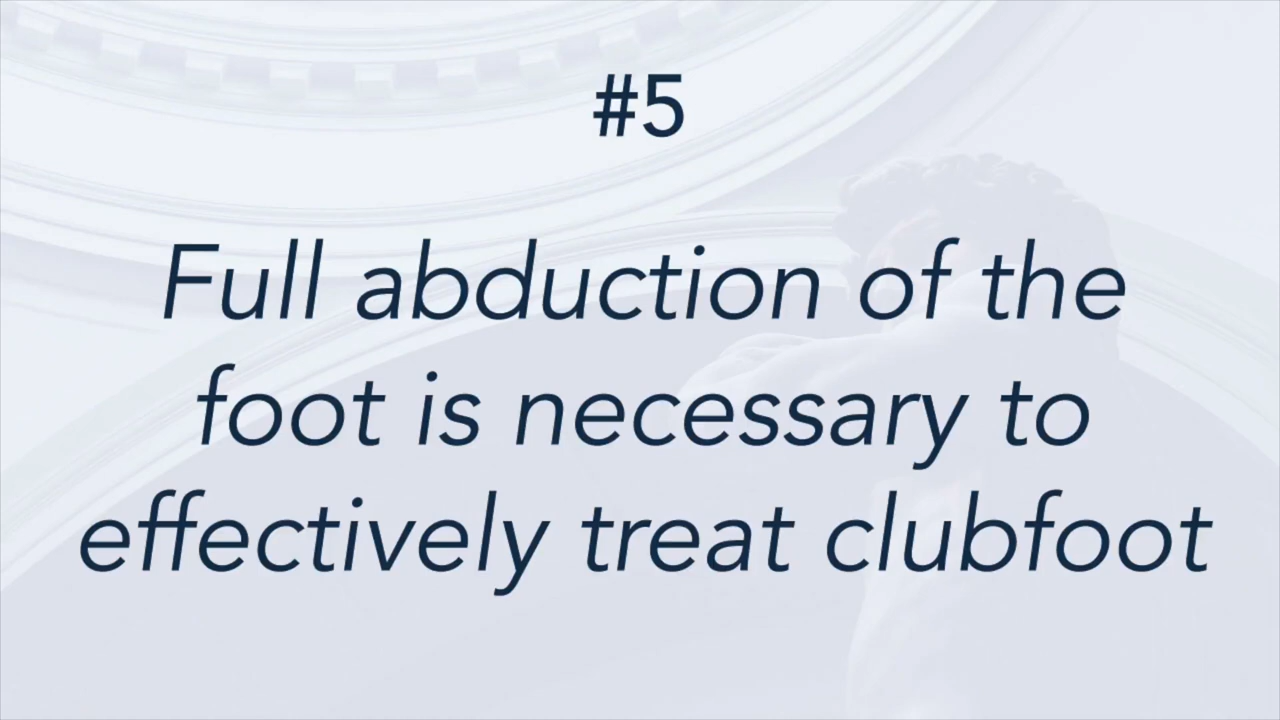 #5
Full abduction of the
foot is necessary to
effectively treat clubfoot